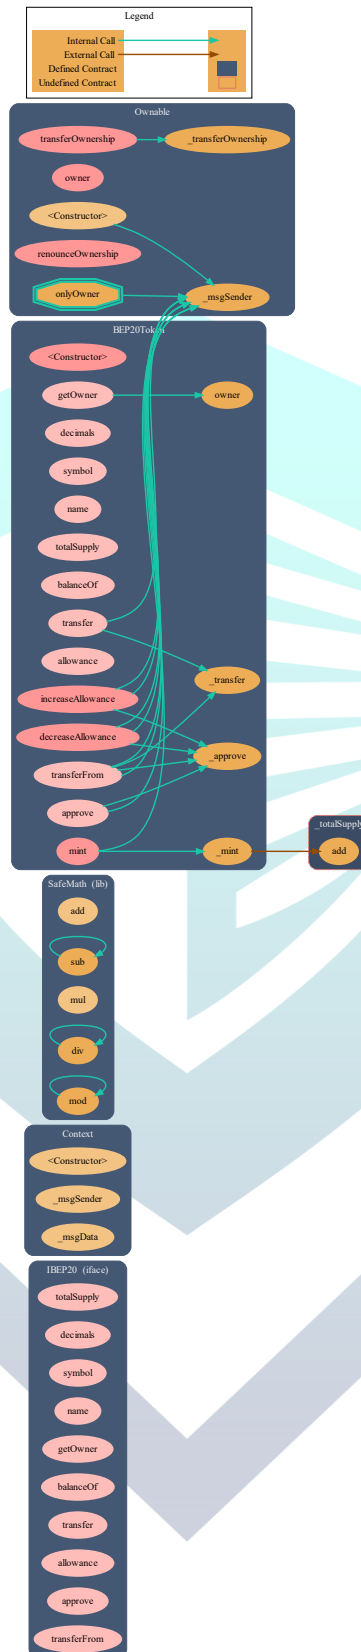 Legend
Internal Call
External Call
Defined Contract
Undefined Contract
Ownable
transferOwnership
_transferOwnership
owner
<Constructor>
renounceOwnership
onlyOwner
_msgSender
BEP20Token
<Constructor>
getOwner
owner
decimals
symbol
name
totalSupply
balanceOf
transfer
allowance
_transfer
increaseAllowance
decreaseAllowance
_approve
transferFrom
approve
mint
_mint
_totalSupply
add
SafeMath (lib)
add
sub
mul
div
mod
Context
<Constructor>
_msgSender
_msgData
IBEP20 (iface)
totalSupply
decimals
symbol
name
getOwner
balanceOf
transfer
allowance
approve
transferFrom